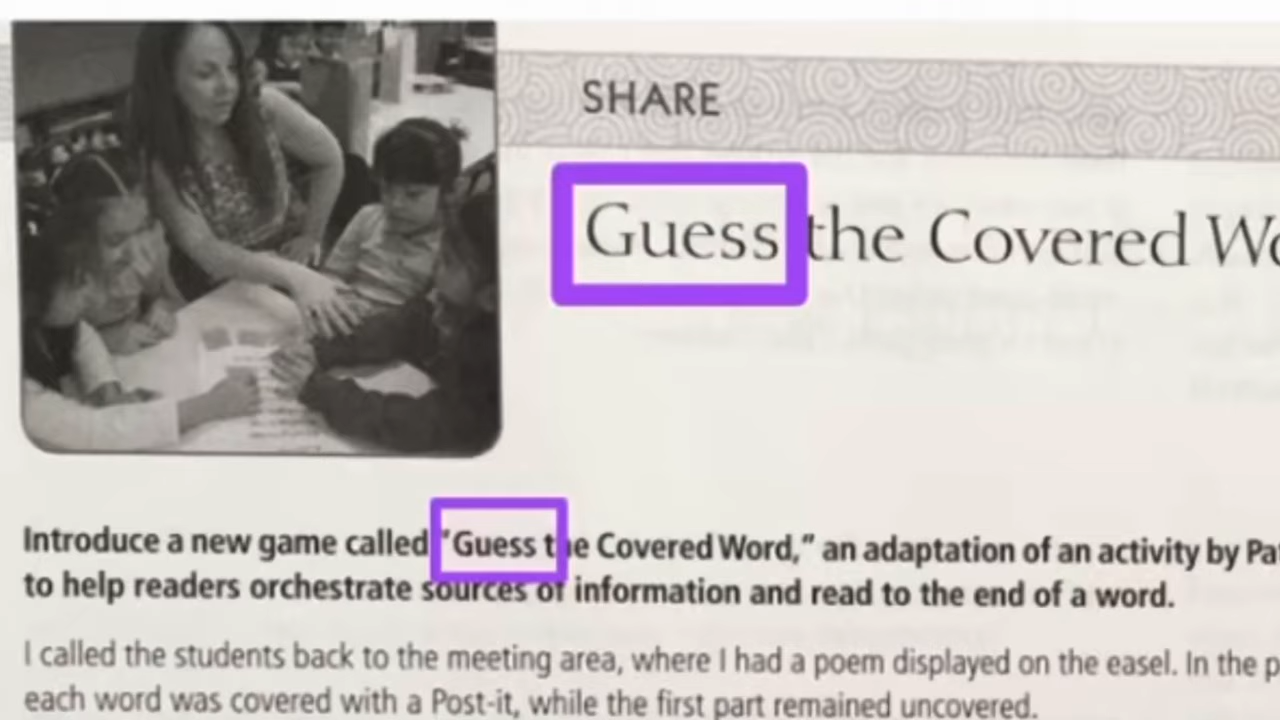 SHARE
Guess the Covered
Introduce a new game called "Guess the Covered Word," an adaptation of an activity by
to help readers orchestrate sources of information and read to the end of a word.
I called the students back to the meeting area, where I had a poem displayed on the easel. In the
each word was covered with a Post-it, while the first part remained uncovered.